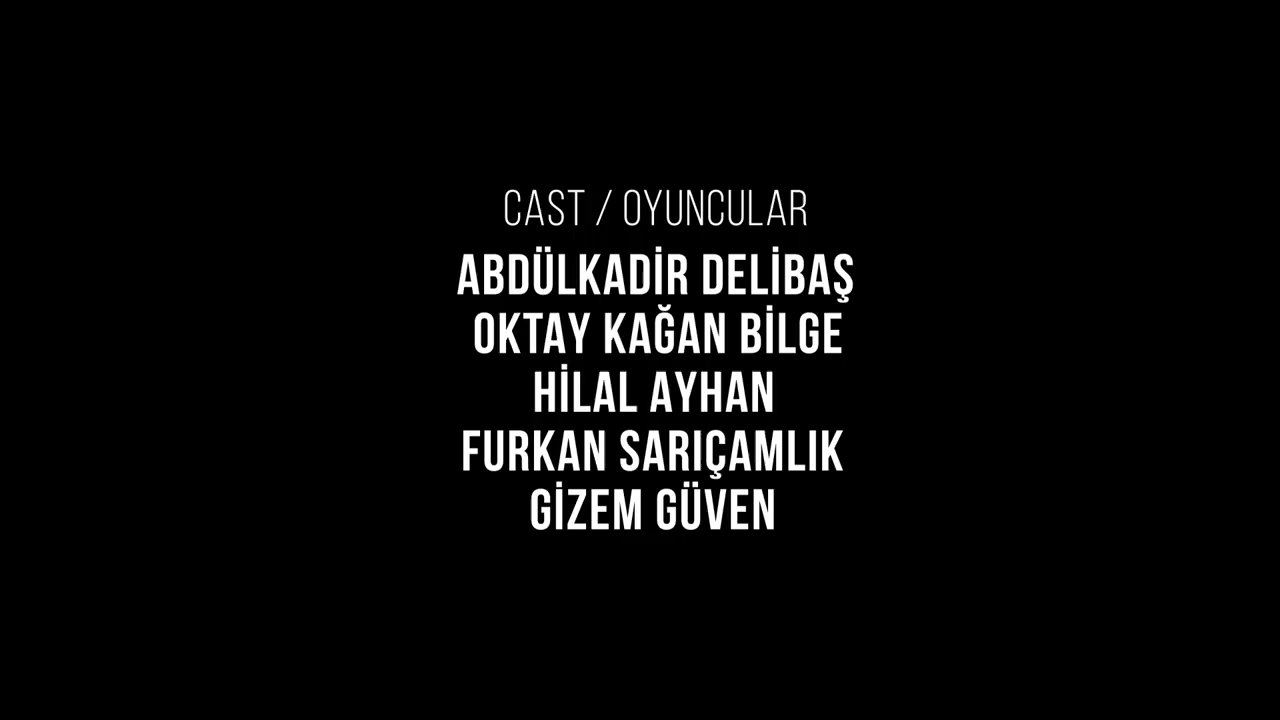 CAST / OYUNCULAR
ABDÜLKADİR DELİBAŞ
OKTAY KAĞAN BİLGE
HİLAL AYHAN
FURKAN SARIÇAMLIK
GİZEM GÜVEN